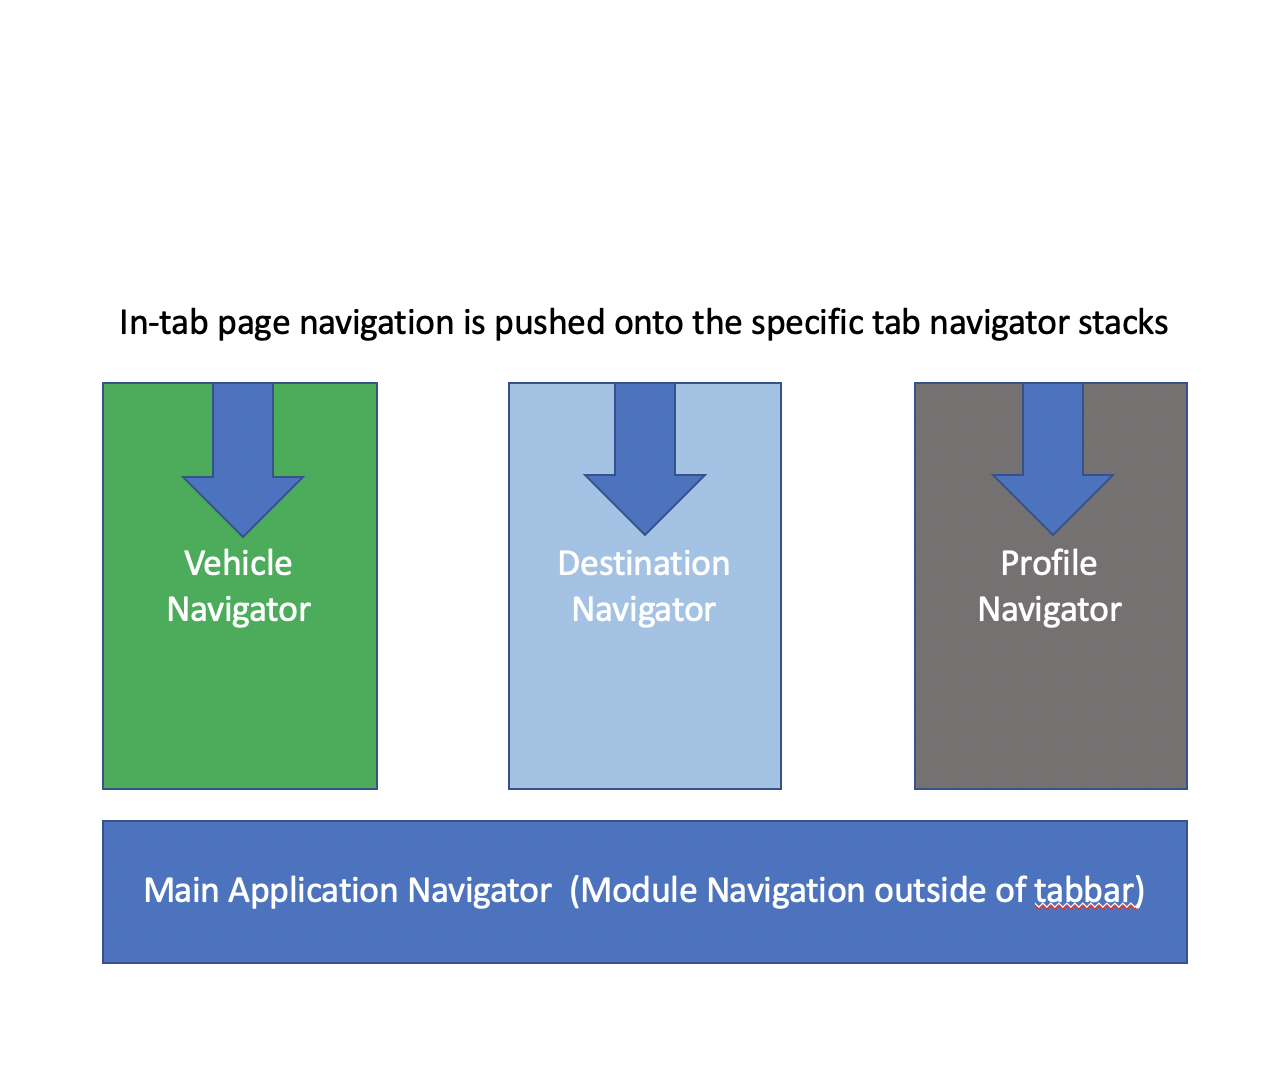 In-tab page navigation is pushed onto the specific tab navigator stacks
Vehicle
Navigator
Destination
Navigator
Profile
Navigator
Main Application Navigator  (Module Navigation outside of tabbar)